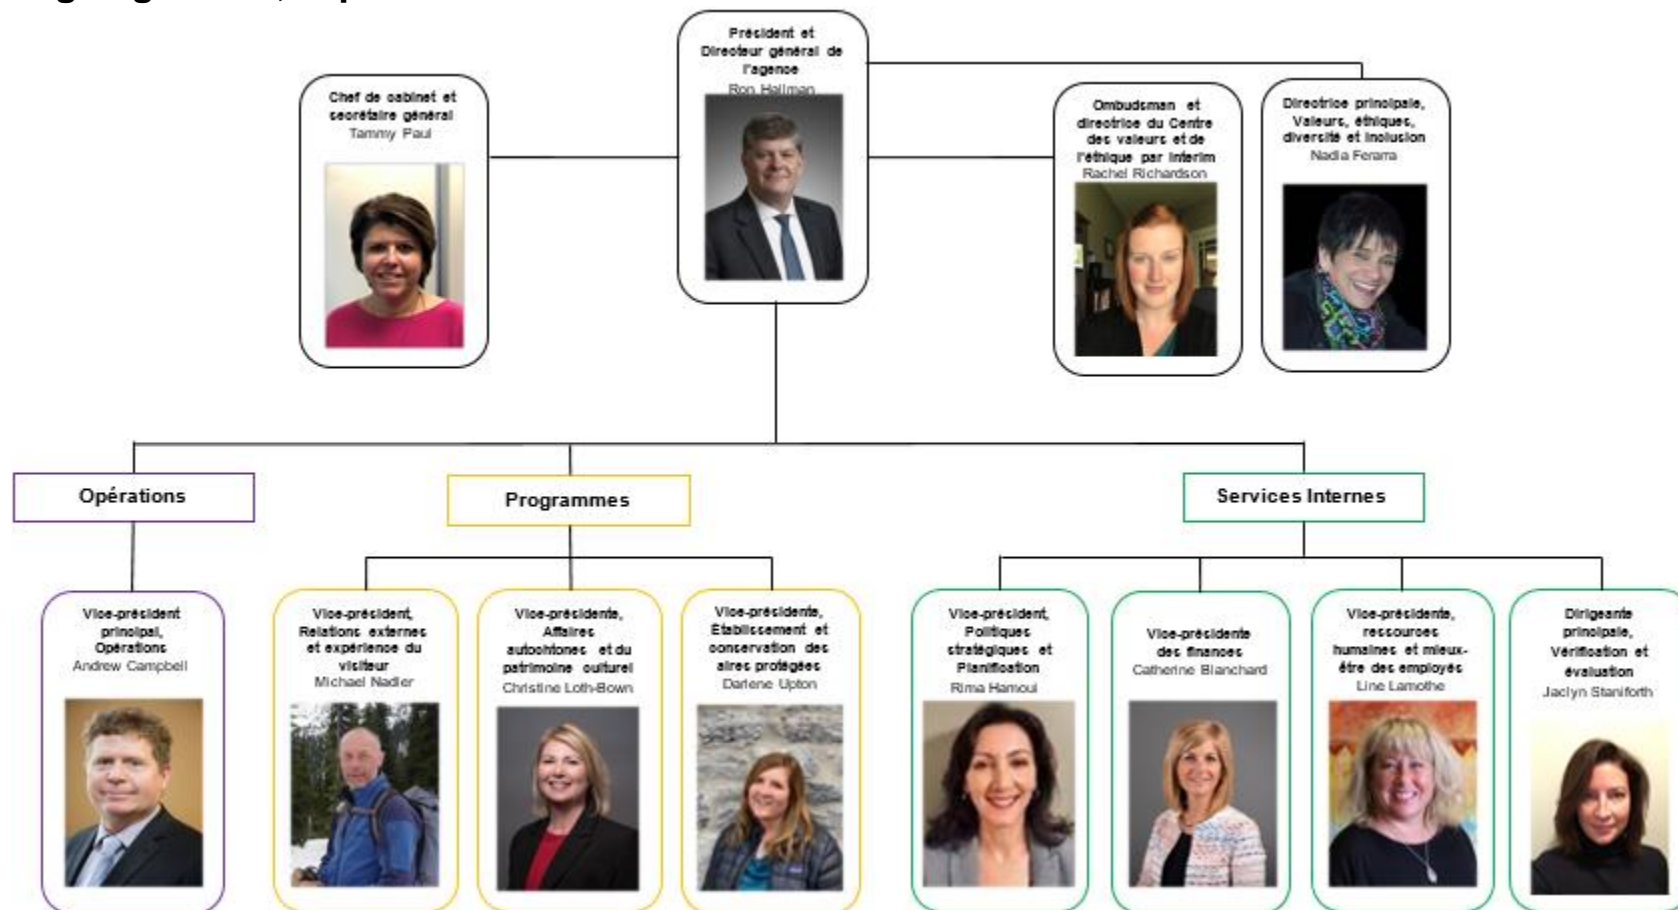 Président et
Directeur général de
l'agence
Ron Hallman
Chef de cabinet et
secrétaire général
Tammy Paul
Ombudsman et
directrice du Centre
des valeurs et de
l'éthique par Interim
Rachel Richardson
Directrice principale,
Valeurs, éthiques,
diversité et Inclusion
Nadia Ferarra
Opérations
Programmes
Services Internes
Vice-président
principal,
Opérations
Andrew Campbell
Vice-président,
Relations externes
et expérience du
visiteur
Michael Nadler
Vice-présidente,
Affaires
autochtones et du
patrimoine culturel
Christine Loth-Bown
Vice-présidente,
Établissement et
conservation des
aires protégées
Darlene Upton
Vice-président,
Politiques
stratégiques et
Planification
Rima Hamoui
Vice-présidente
des finances
Catherine Blanchard
Vice-présidente,
ressources
humaines et mieux-
être des employés
Line Lamothe
Dirigeante
principale,
Vérification et
évaluation
Jaclyn Staniforth